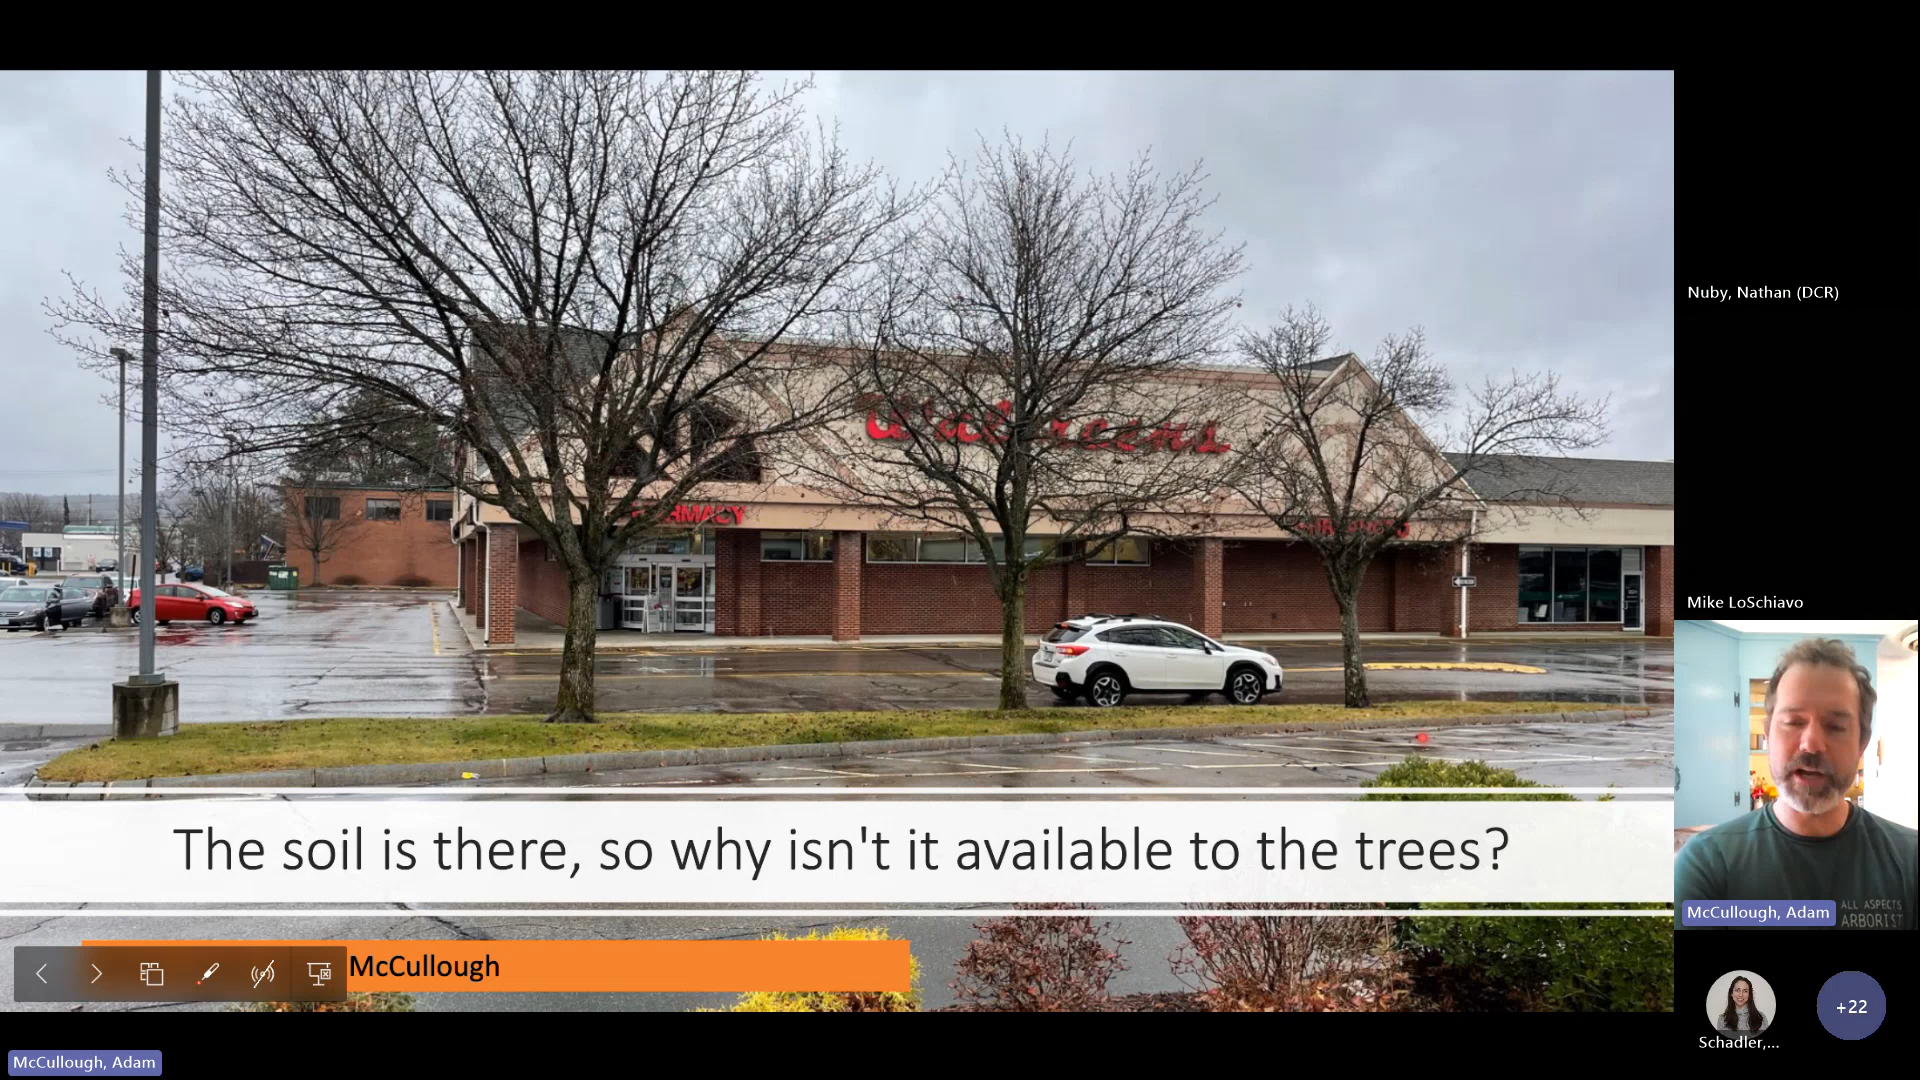 Walgreens
PHARMACY
The soil is there, so why isn't it available to the trees?
McCullough
McCullough, Adam
Nuby, Nathan (DCR)
Mike LoSchiavo
McCullough, Adam
ALL ASPECTS
ARBORIST
Schadler,...
+22